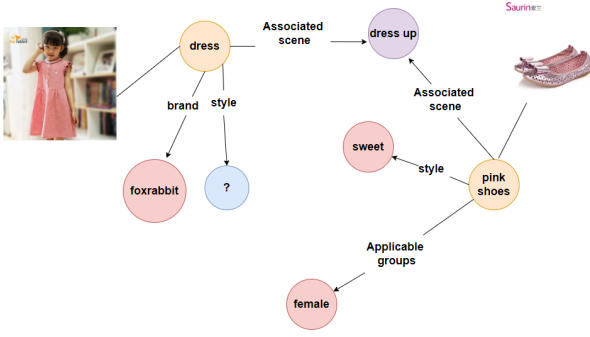 Saurin
Associated
scene
dress up
dress
brand
style
Associated
scene
sweet
style
pink
shoes
foxrabbit
?
Applicable
groups
female